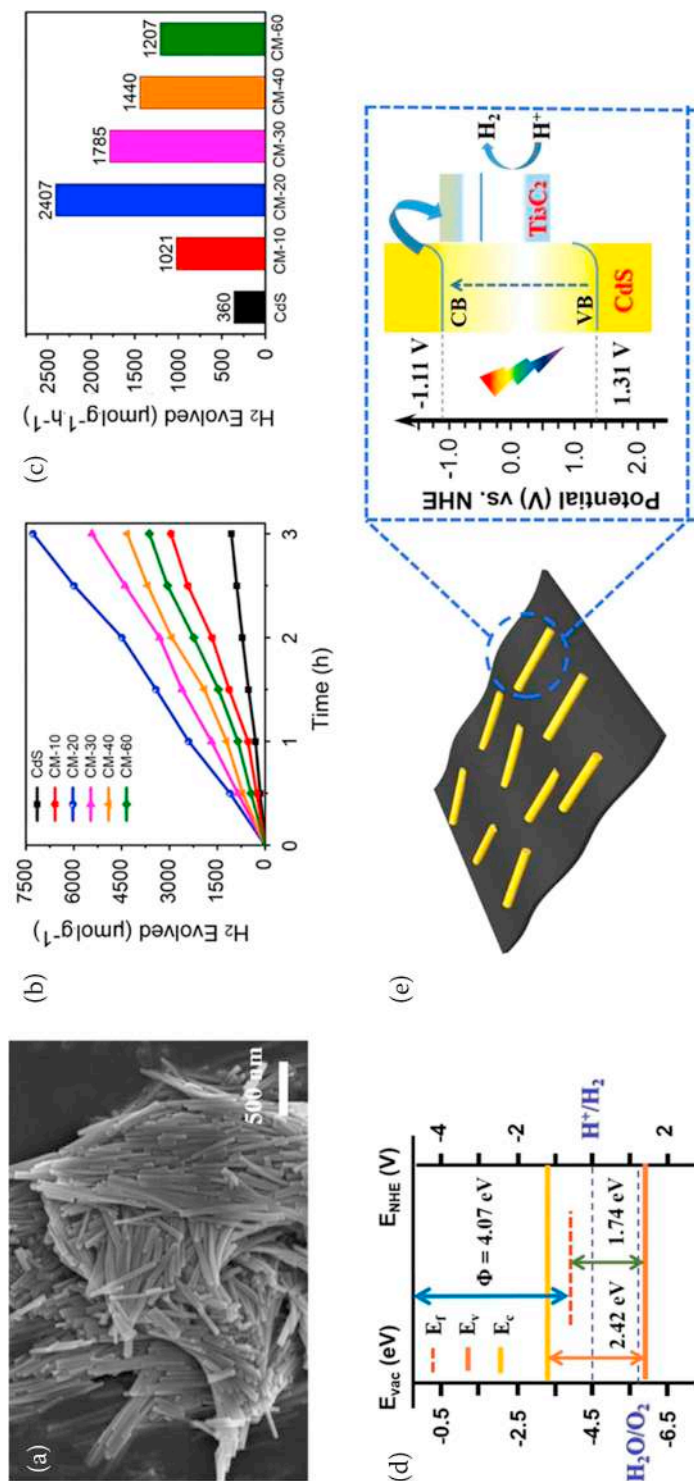 (a)
500 nm
(b)
H₂ Evolved (μmolg⁻¹)
7500
6000
4500
3000
1500
0
CdS
CM-10
CM-20
CM-30
CM-40
CM-60
0
1
2
3
Time (h)
(c)
H₂ Evolved (μmolg⁻¹h⁻¹)
2500
2000
1500
1000
500
0
360
1021
2407
1785
1440
1207
CdS
CM-10
CM-20
CM-30
CM-40
CM-60
(d)
E_vac (eV)
E_NHE (V)
-0.5
-2.5
-4.5
-6.5
E_f
E_v
E_c
Φ = 4.07 eV
2.42 eV
1.74 eV
-4
-2
H⁺/H₂
2
H₂O/O₂
(e)
Potential (V) vs. NHE
-1.0
0.0
1.0
2.0
-1.11 V
1.31 V
CB
VB
CdS
Ti₃C₂
H₂
H⁺